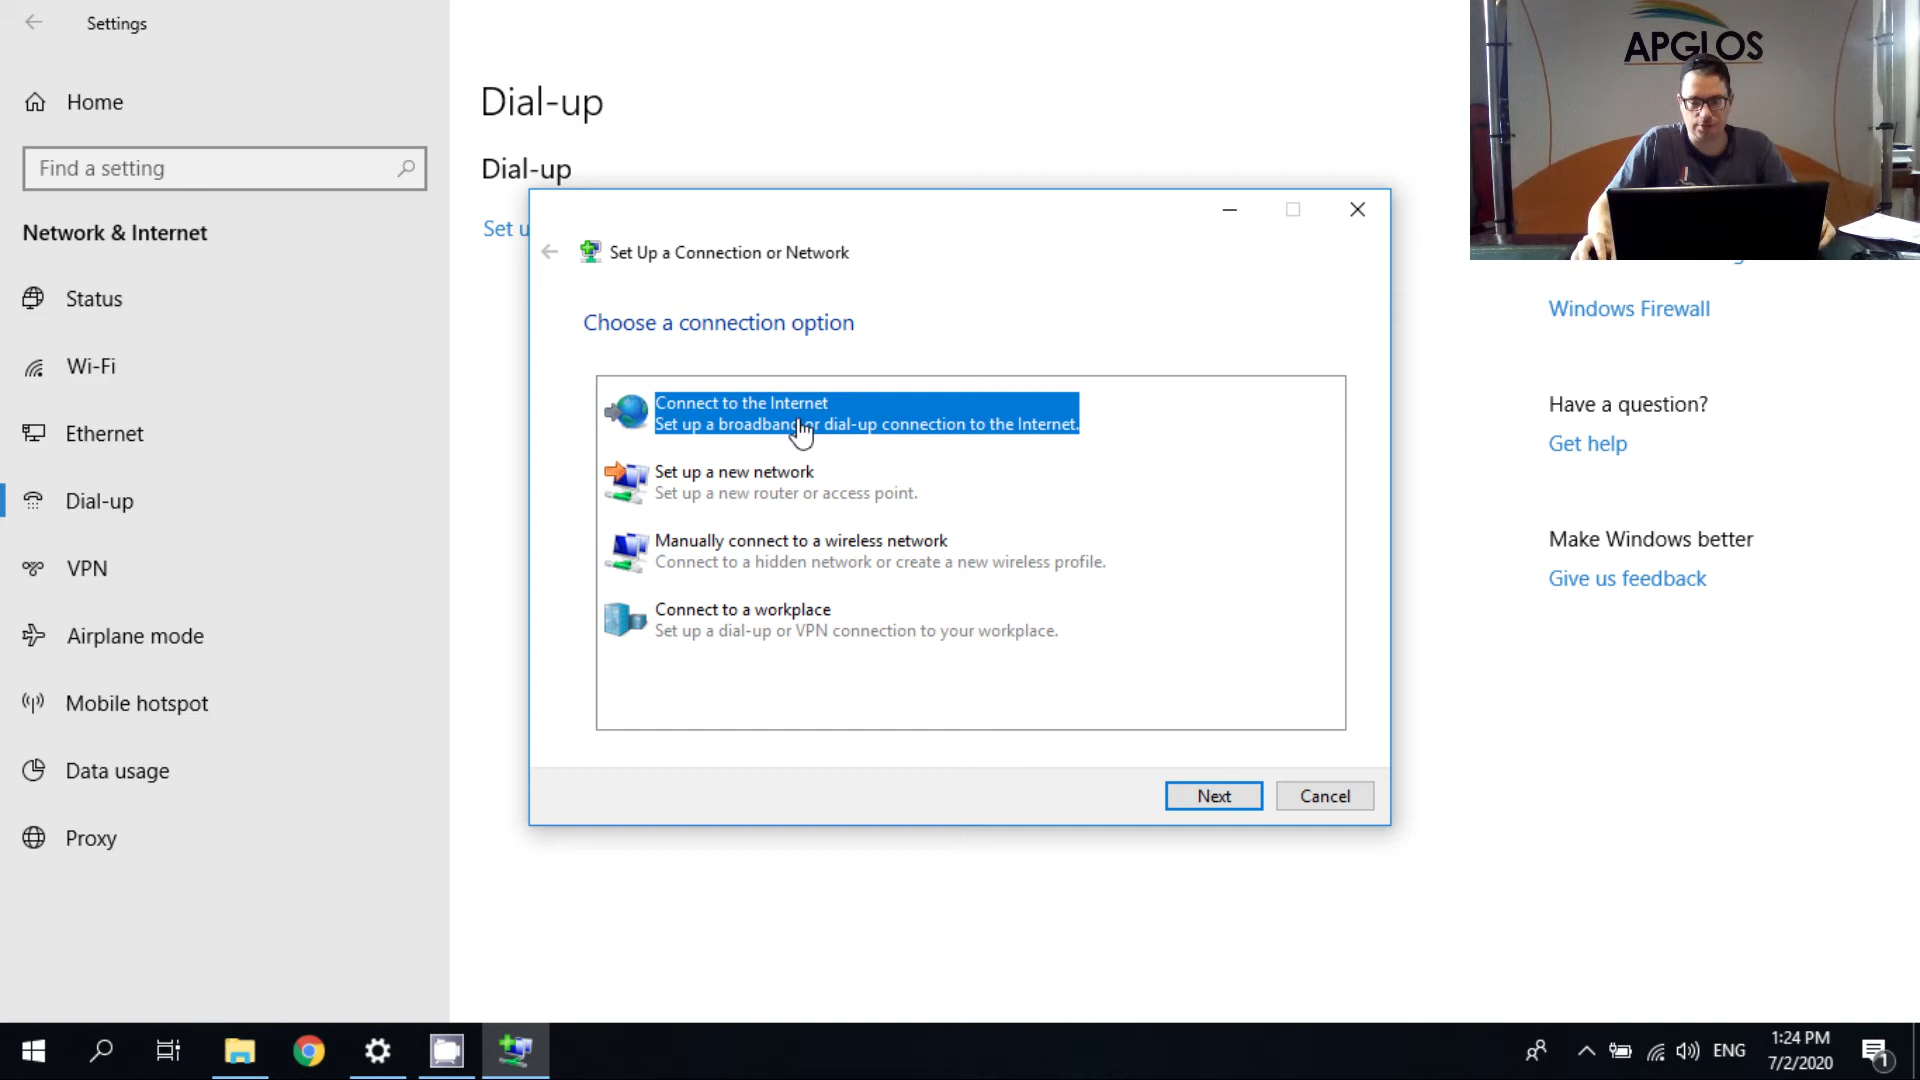 Settings
Home
Find a setting
Network & Internet
Status
Wi-Fi
Ethernet
Dial-up
VPN
Airplane mode
Mobile hotspot
Data usage
Proxy
Dial-up
Dial-up
Set u
Set Up a Connection or Network
Choose a connection option
Connect to the Internet
Set up a broadband or dial-up connection to the Internet.
Set up a new network
Set up a new router or access point.
Manually connect to a wireless network
Connect to a hidden network or create a new wireless profile.
Connect to a workplace
Set up a dial-up or VPN connection to your workplace.
Next
Cancel
APGLOS
Windows Firewall
Have a question?
Get help
Make Windows better
Give us feedback
ENG
1:24 PM
7/2/2020
1